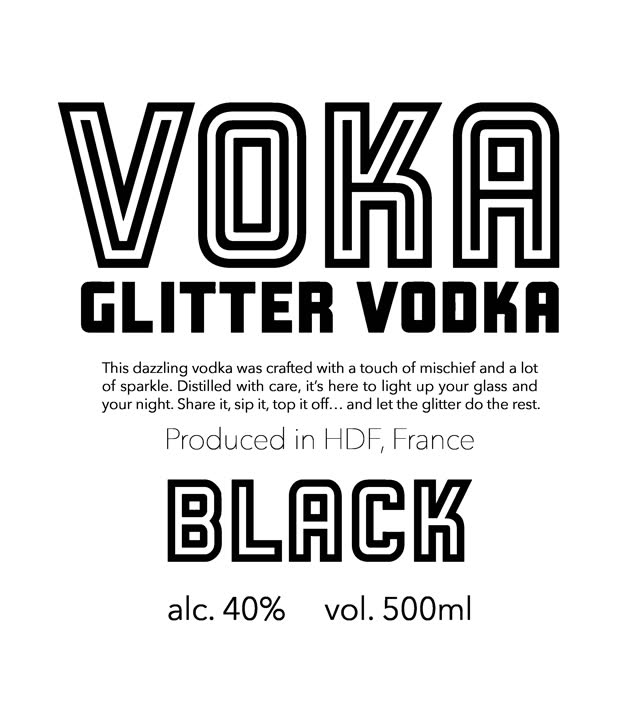 VOKA
GLITTER VODKA
This dazzling vodka was crafted with a touch of mischief and a lot
of sparkle. Distilled with care, it’s here to light up your glass and
your night. Share it, sip it, top it off… and let the glitter do the rest.
Produced in HDF, France
BLACK
alc. 40% vol. 500ml